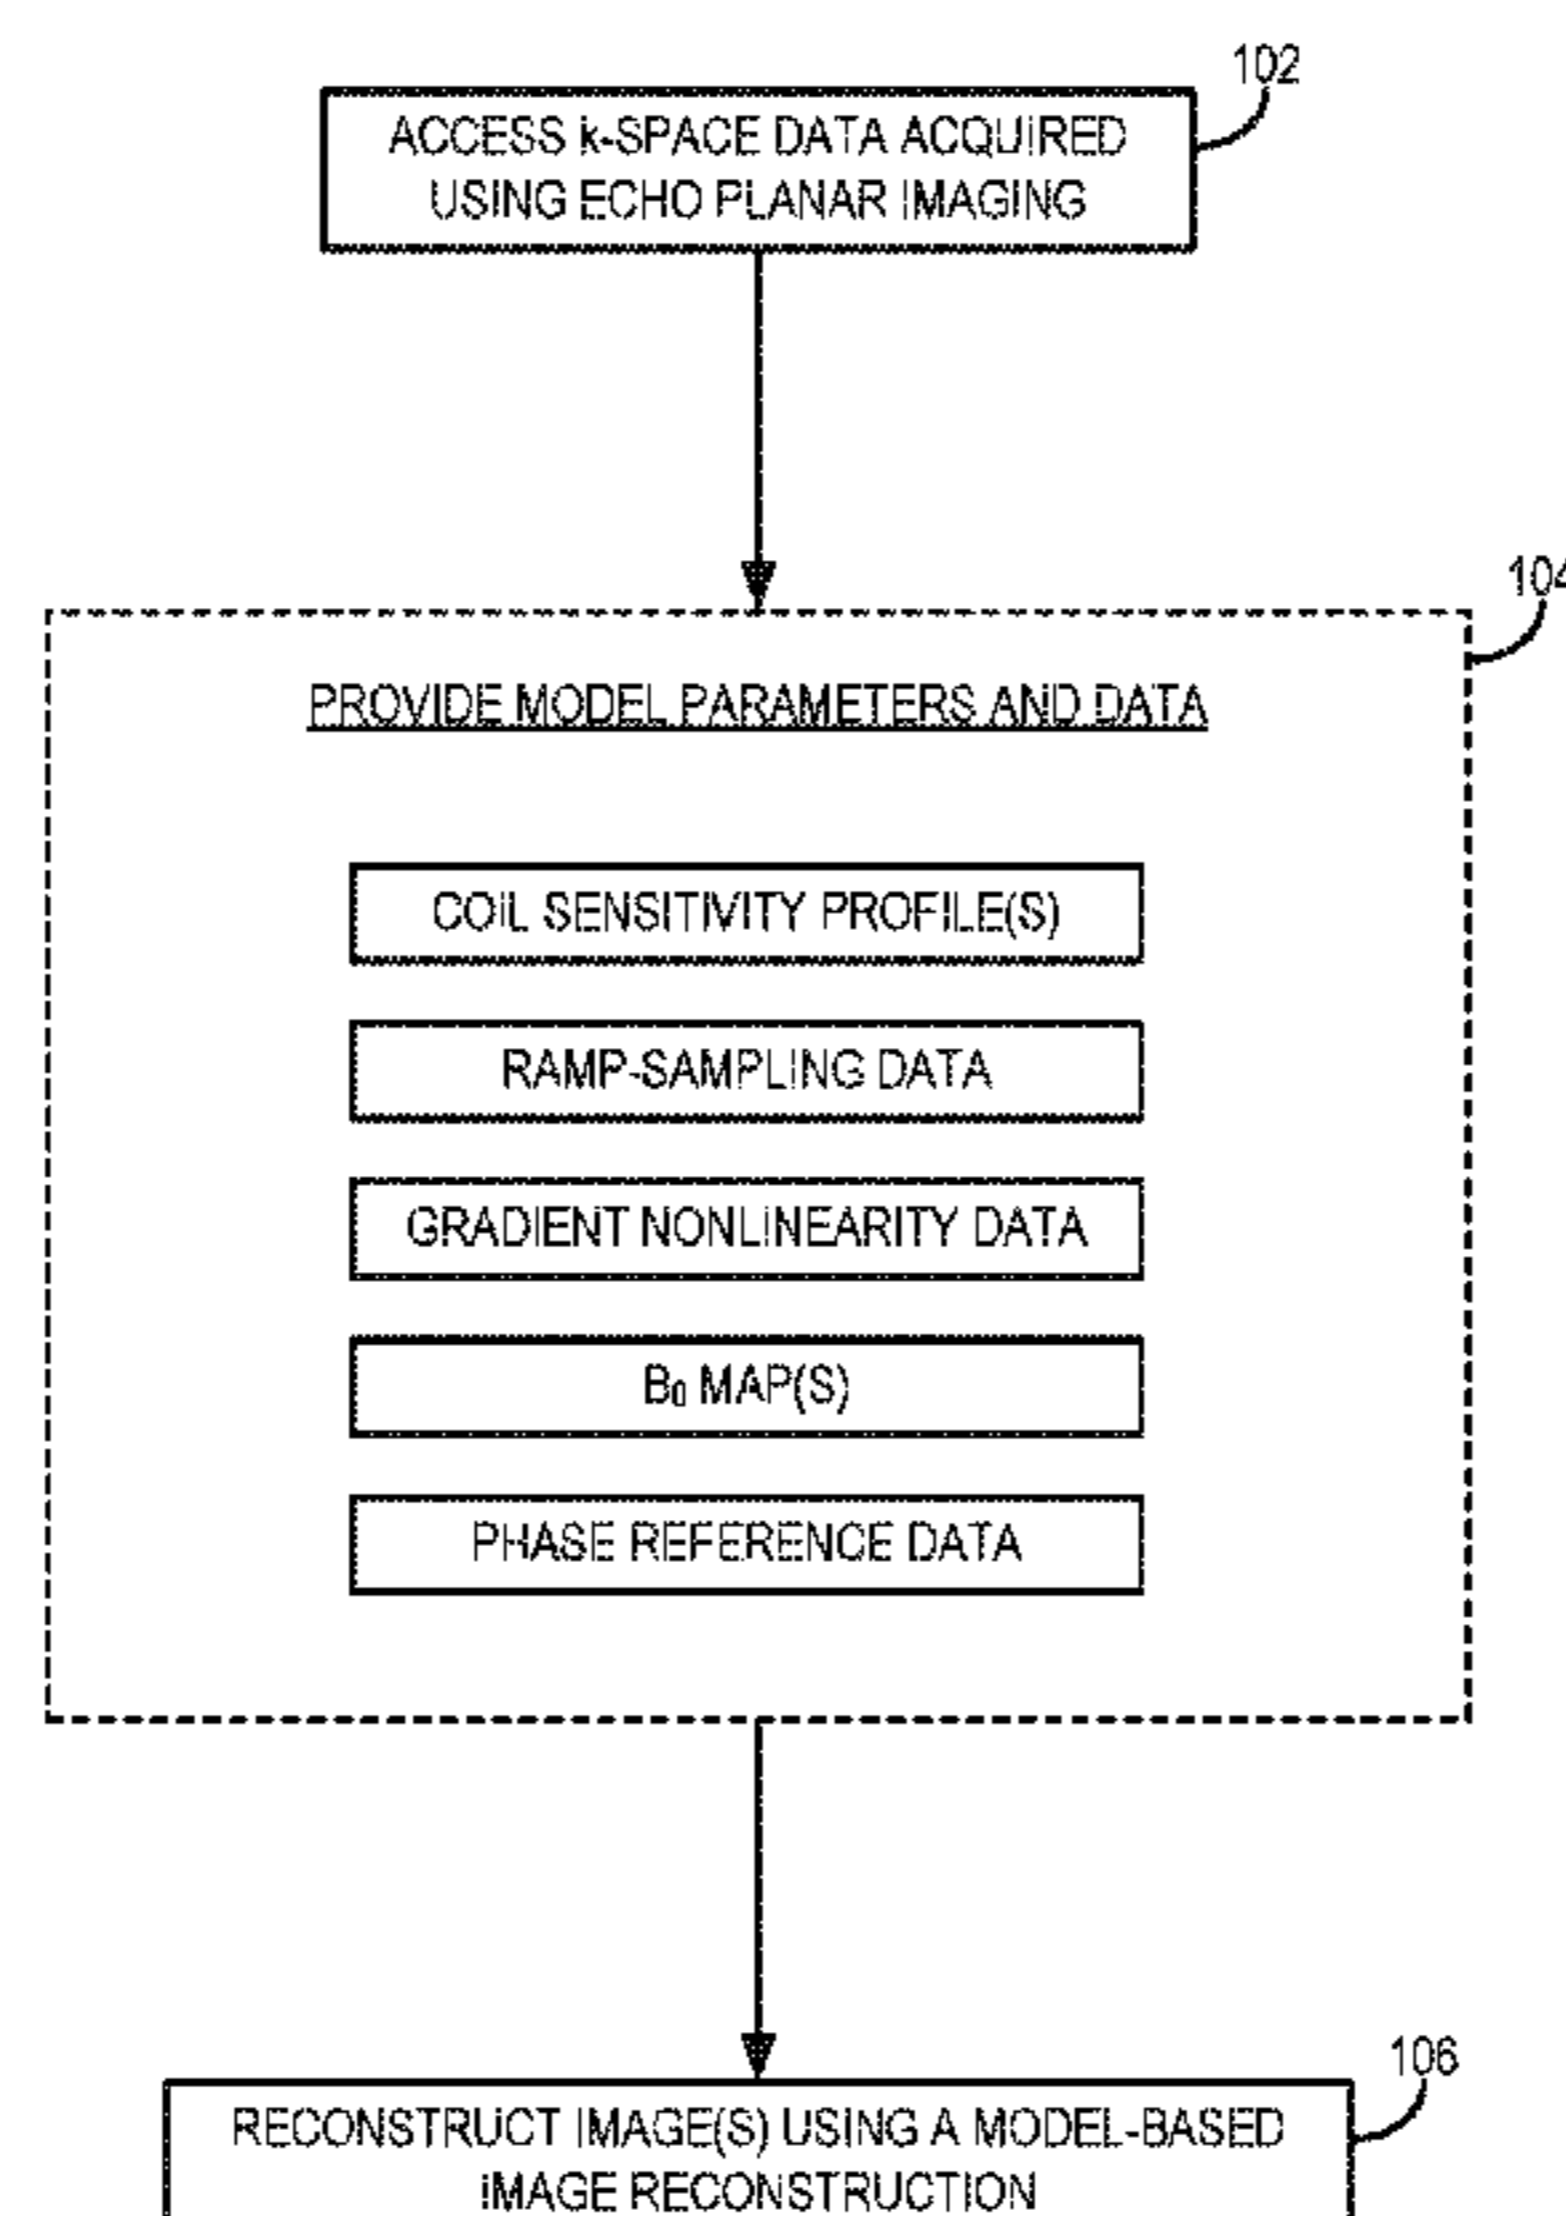 102
ACCESS k-SPACE DATA ACQUIRED
USING ECHO PLANAR IMAGING
104
PROVIDE MODEL PARAMETERS AND DATA
COIL SENSITIVITY PROFILE(S)
RAMP-SAMPLING DATA
GRADIENT NONLINEARITY DATA
B₀ MAP(S)
PHASE REFERENCE DATA
106
RECONSTRUCT IMAGE(S) USING A MODEL-BASED
IMAGE RECONSTRUCTION